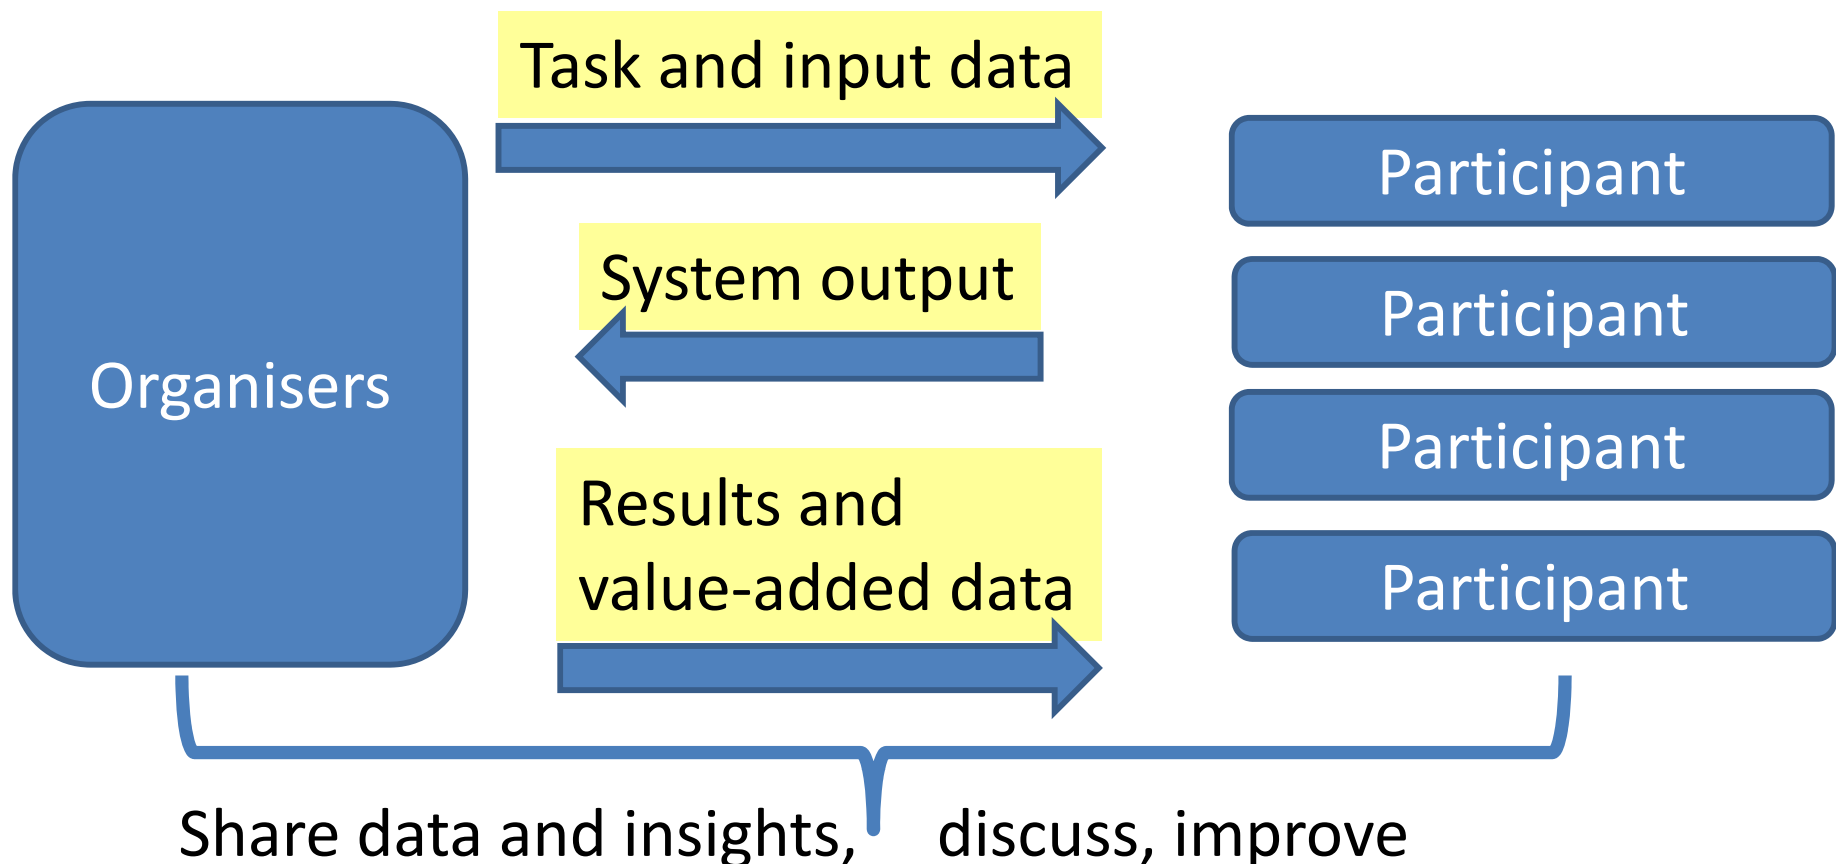 Task and input data
Organisers
System output
Results and
value-added data
Participant
Participant
Participant
Participant
Share data and insights, discuss, improve